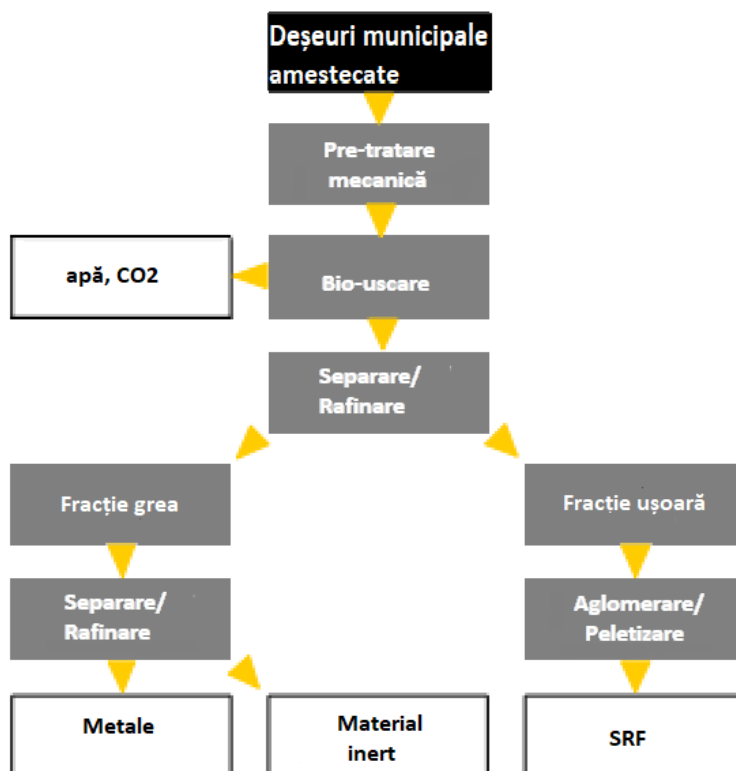 Deșeuri municipale
amestecate
Pre-tratare
mecanică
apă, CO2
Bio-uscare
Separare/
Rafinare
Fracție grea
Fracție ușoară
Separare/
Rafinare
Aglomerare/
Peletizare
Metale
Material
inert
SRF